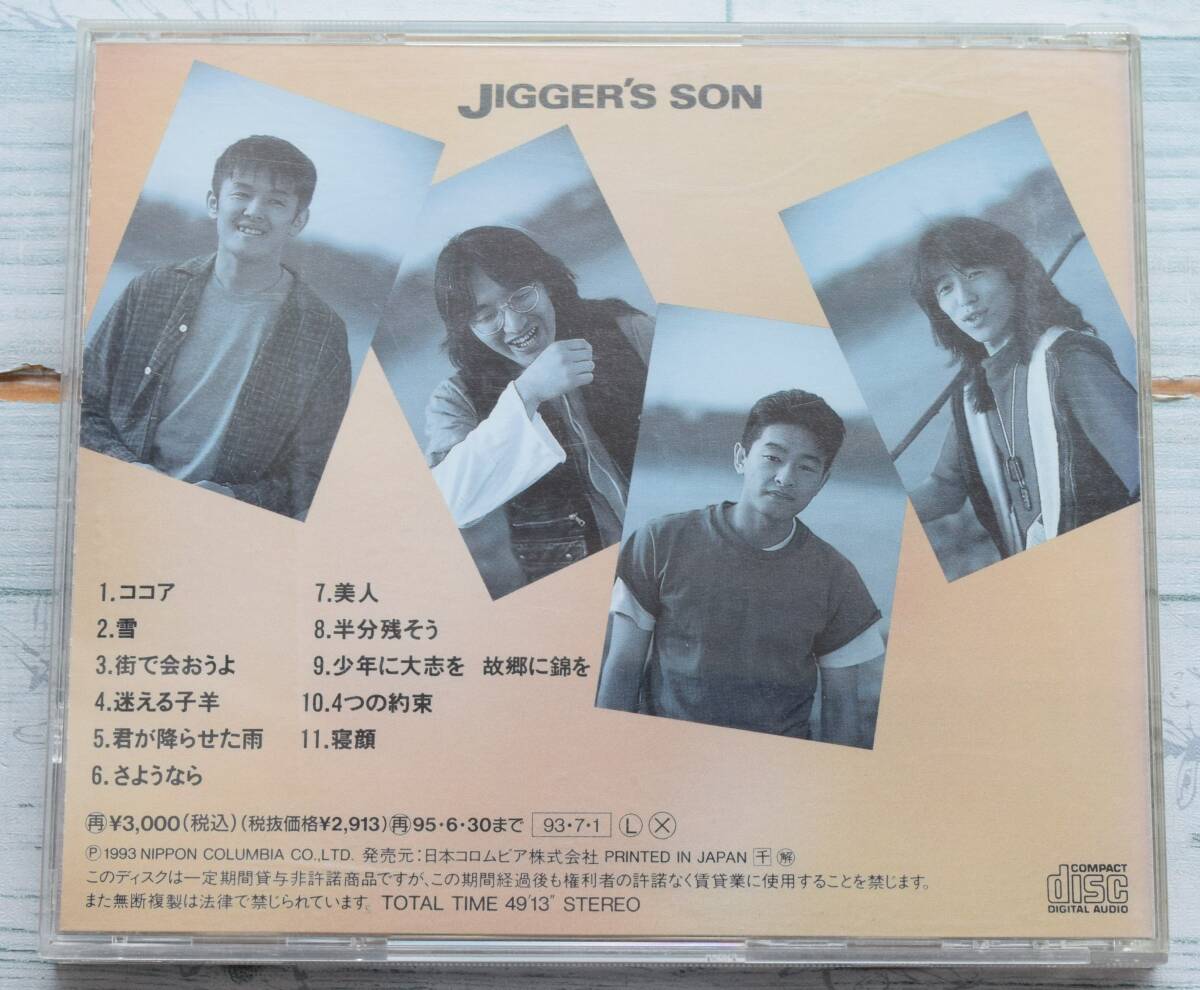 JIGGER'S SON
1.ココア
2.雪
3.街で会おうよ
4.迷える子羊
5.君が降らせた雨
6.さようなら
7.美人
8.半分残そう
9.少年に大志を 故郷に錦を
10.4つの約束
11.寝顔
㊢¥3,000(税込)(税抜価格¥2,913)㊢95・6・30まで 93・7・1 Ⓛ Ⓧ
Ⓟ1993 NIPPON COLUMBIA CO.,LTD. 発売元:日本コロムビア株式会社 PRINTED IN JAPAN 千 解
このディスクは一定期間貸与非許諾商品ですが、この期間経過後も権利者の許諾なく賃貸業に使用することを禁じます。
また無断複製は法律で禁じられています。 TOTAL TIME 49'13" STEREO
COMPACT
disc
DIGITAL AUDIO